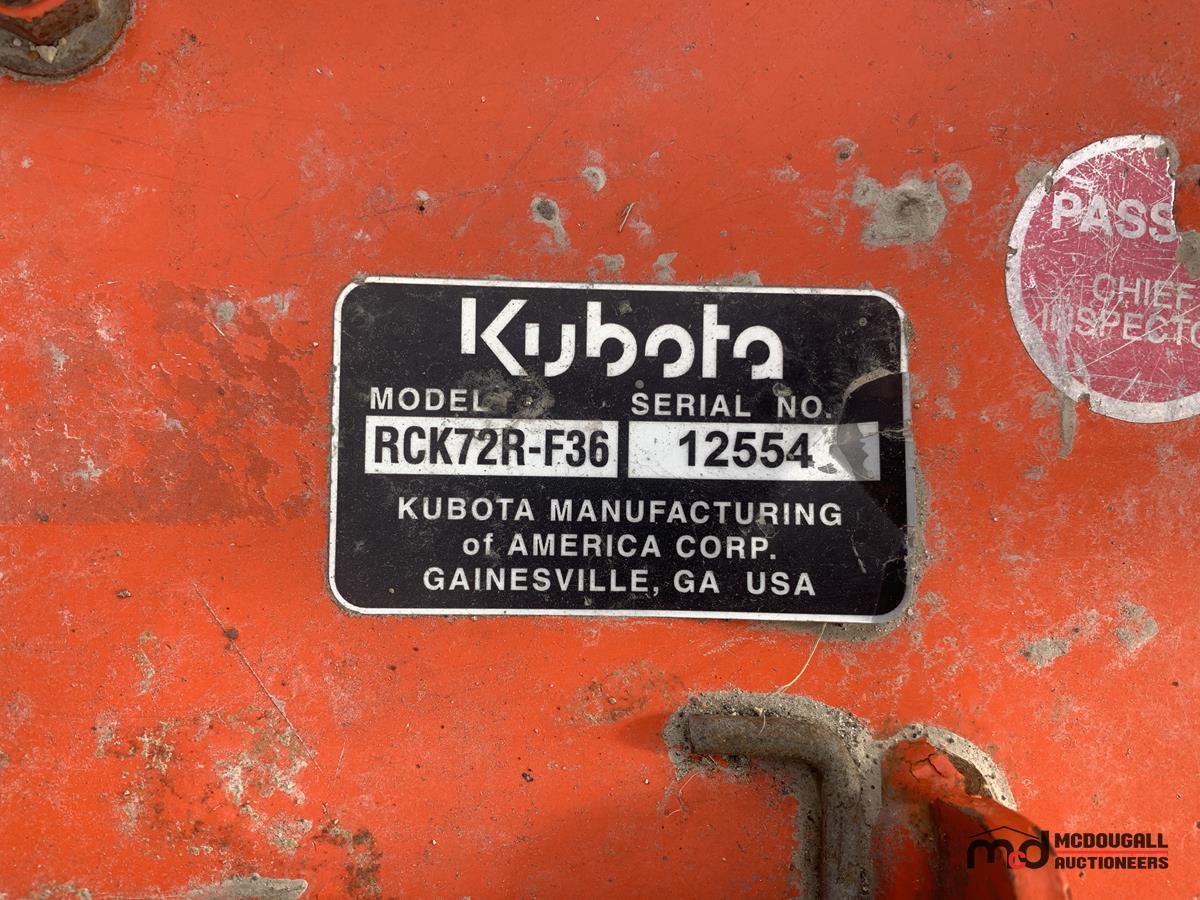 Kubota
MODEL SERIAL NO.
RCK72R-F36 12554
KUBOTA MANUFACTURING
of AMERICA CORP.
GAINESVILLE, GA USA
PASS
CHIEF
mcd MCDOUGALL
AUCTIONEERS